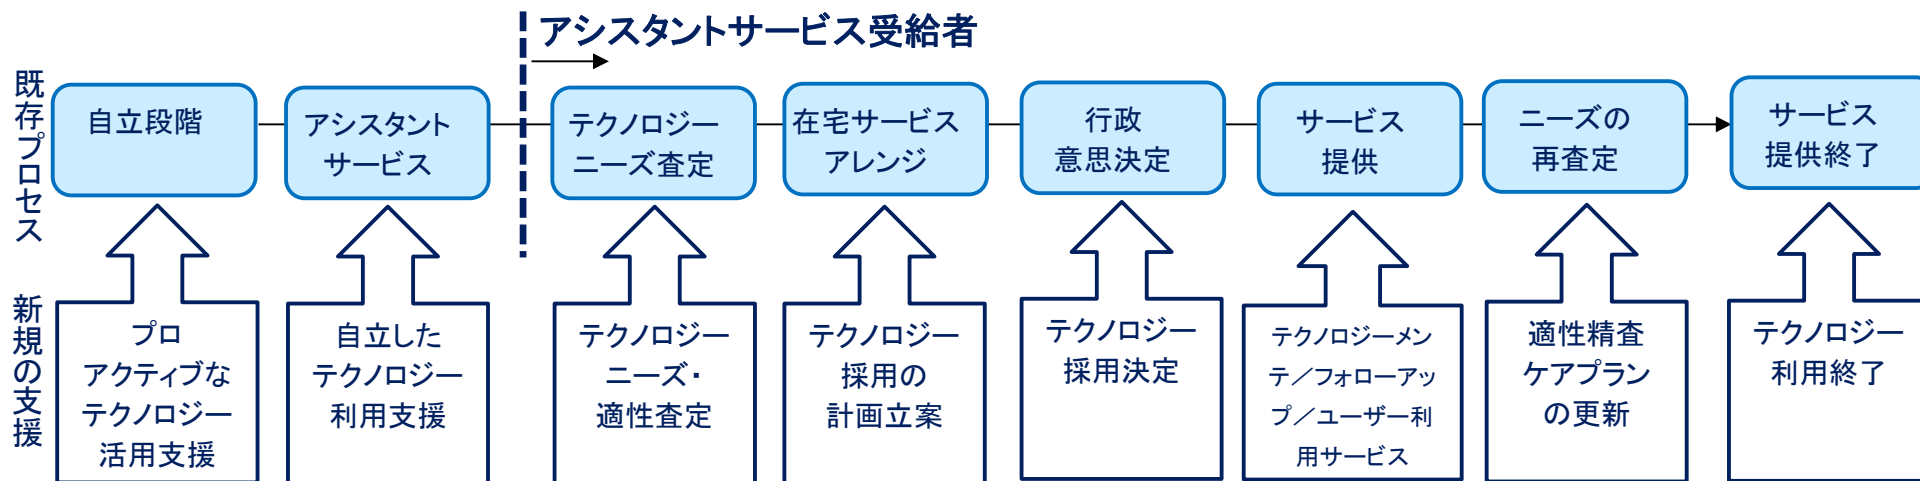 アシスタントサービス受給者
既存プロセス
自立段階
アシスタント
サービス
テクノロジー
ニーズ査定
在宅サービス
アレンジ
行政
意思決定
サービス
提供
ニーズの
再査定
サービス
提供終了
新規の支援
プロ
アクティブな
テクノロジー
活用支援
自立した
テクノロジー
利用支援
テクノロジー
ニーズ・
適性査定
テクノロジー
採用の
計画立案
テクノロジー
採用決定
テクノロジーメン
テ／フォローアッ
プ／ユーザー利
用サービス
適性精査
ケアプラン
の更新
テクノロジー
利用終了